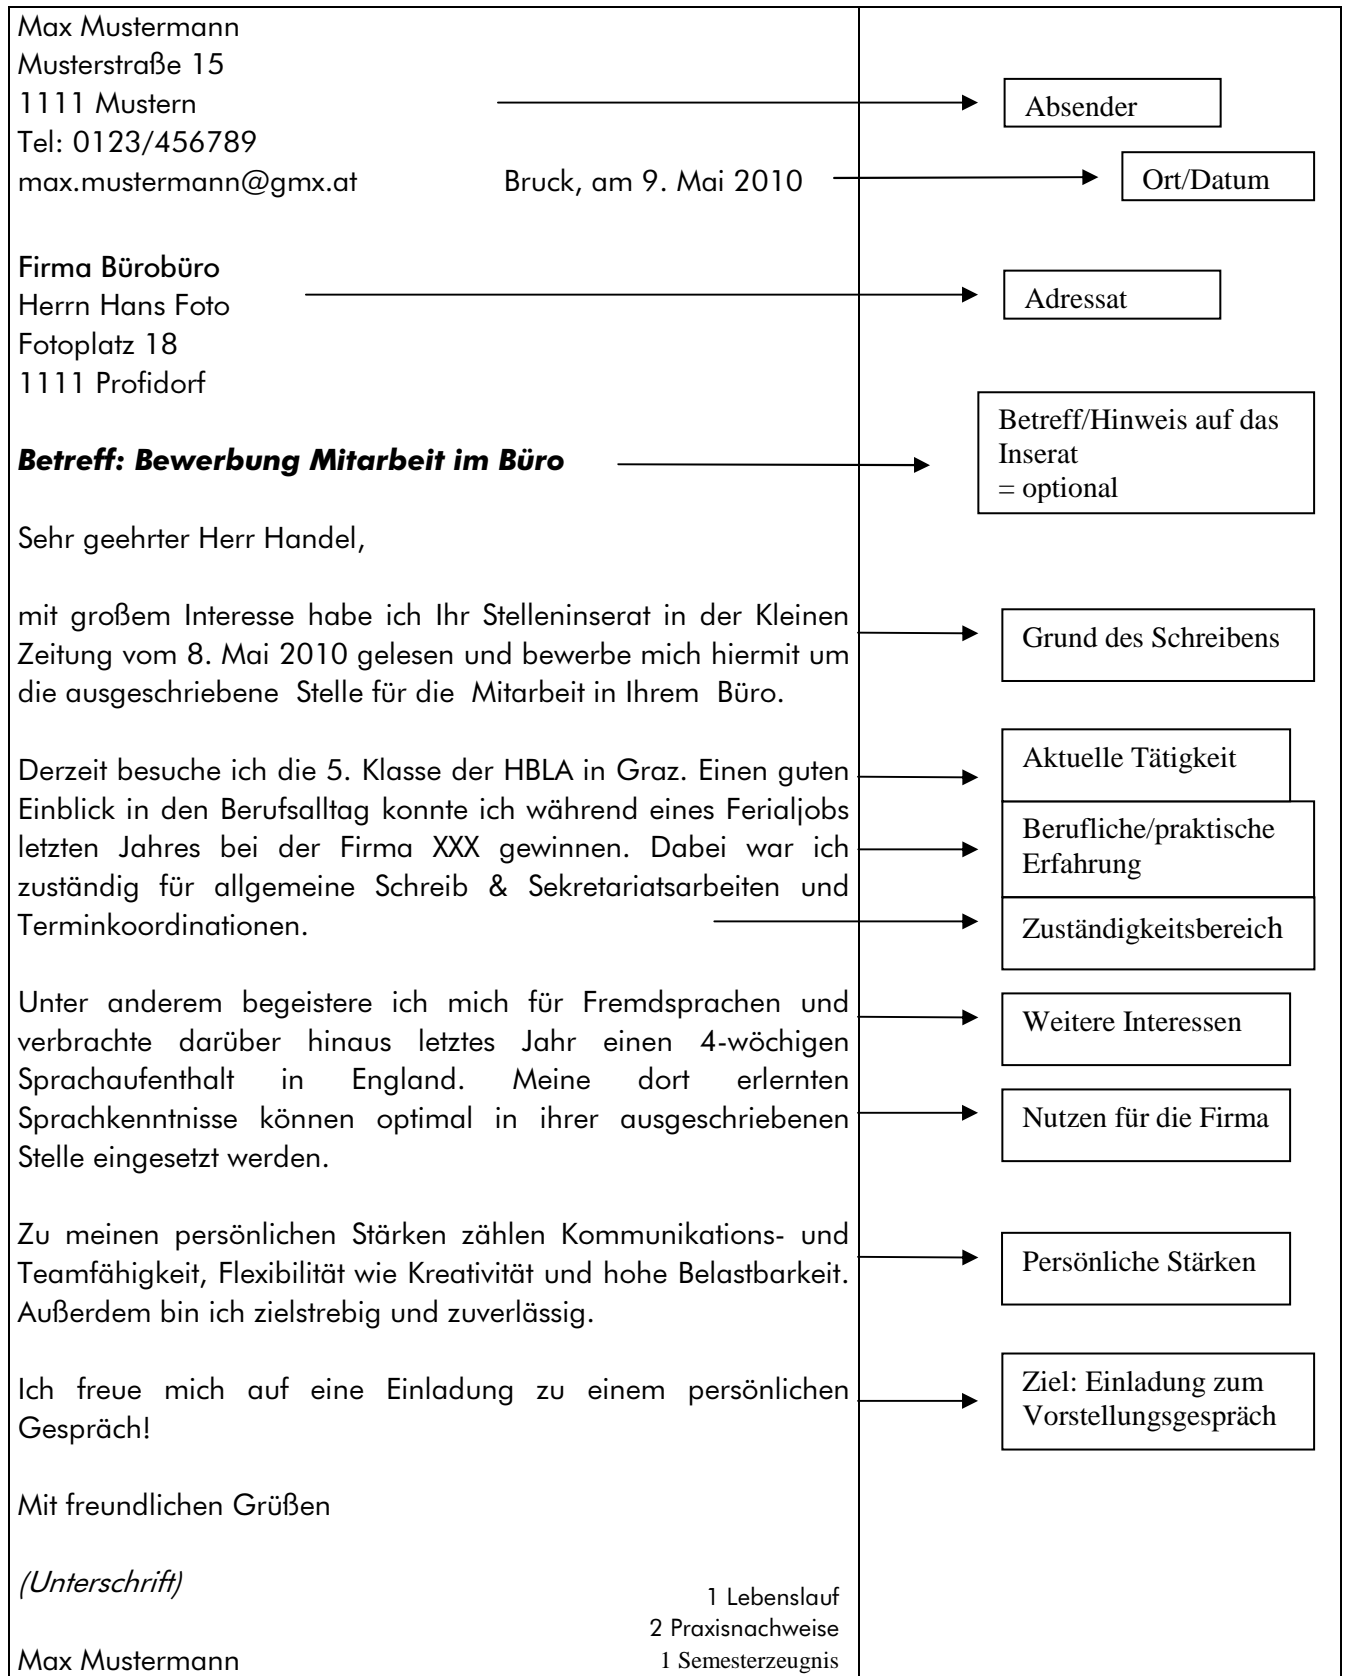 Max Mustermann
Musterstraße 15
1111 Mustern
Absender
Tel: 0123/456789
max.mustermann@gmx.at Bruck, am 9. Mai 2010
Ort/Datum
Firma Bürobüro
Herrn Hans Foto
Adressat
Fotoplatz 18
1111 Profidorf
Betreff: Bewerbung Mitarbeit im Büro
Betreff/Hinweis auf das
Inserat
= optional
Sehr geehrter Herr Handel,
mit großem Interesse habe ich Ihr Stelleninserat in der Kleinen
Zeitung vom 8. Mai 2010 gelesen und bewerbe mich hiermit um
die ausgeschriebene Stelle für die Mitarbeit in Ihrem Büro.
Grund des Schreibens
Derzeit besuche ich die 5. Klasse der HBLA in Graz. Einen guten
Einblick in den Berufsalltag konnte ich während eines Ferialjobs
letzten Jahres bei der Firma XXX gewinnen. Dabei war ich
zuständig für allgemeine Schreib & Sekretariatsarbeiten und
Terminkoordinationen.
Aktuelle Tätigkeit
Berufliche/praktische
Erfahrung
Zuständigkeitsbereich
Unter anderem begeistere ich mich für Fremdsprachen und
verbrachte darüber hinaus letztes Jahr einen 4-wöchigen
Sprachaufenthalt in England. Meine dort erlernten
Sprachkenntnisse können optimal in ihrer ausgeschriebenen
Stelle eingesetzt werden.
Weitere Interessen
Nutzen für die Firma
Zu meinen persönlichen Stärken zählen Kommunikations- und
Teamfähigkeit, Flexibilität wie Kreativität und hohe Belastbarkeit.
Außerdem bin ich zielstrebig und zuverlässig.
Persönliche Stärken
Ich freue mich auf eine Einladung zu einem persönlichen
Gespräch!
Ziel: Einladung zum
Vorstellungsgespräch
Mit freundlichen Grüßen
(Unterschrift)
1 Lebenslauf
2 Praxisnachweise
Max Mustermann 1 Semesterzeugnis